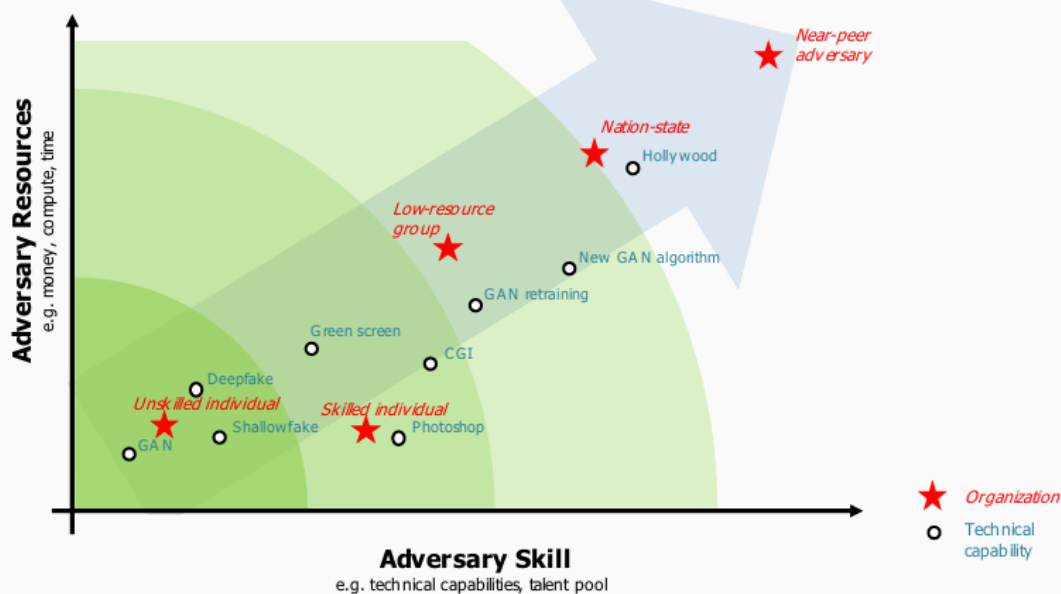 Near-peer
adversary
Nation-state
Hollywood
Low-resource
group
New GAN algorithm
GAN retraining
Green screen
CGI
Deepfake
Unskilled individual
Skilled individual
Shallowfake
Photoshop
GAN
Adversary Resources
e.g. money, compute, time
Adversary Skill
e.g. technical capabilities, talent pool
Organization
Technical
capability